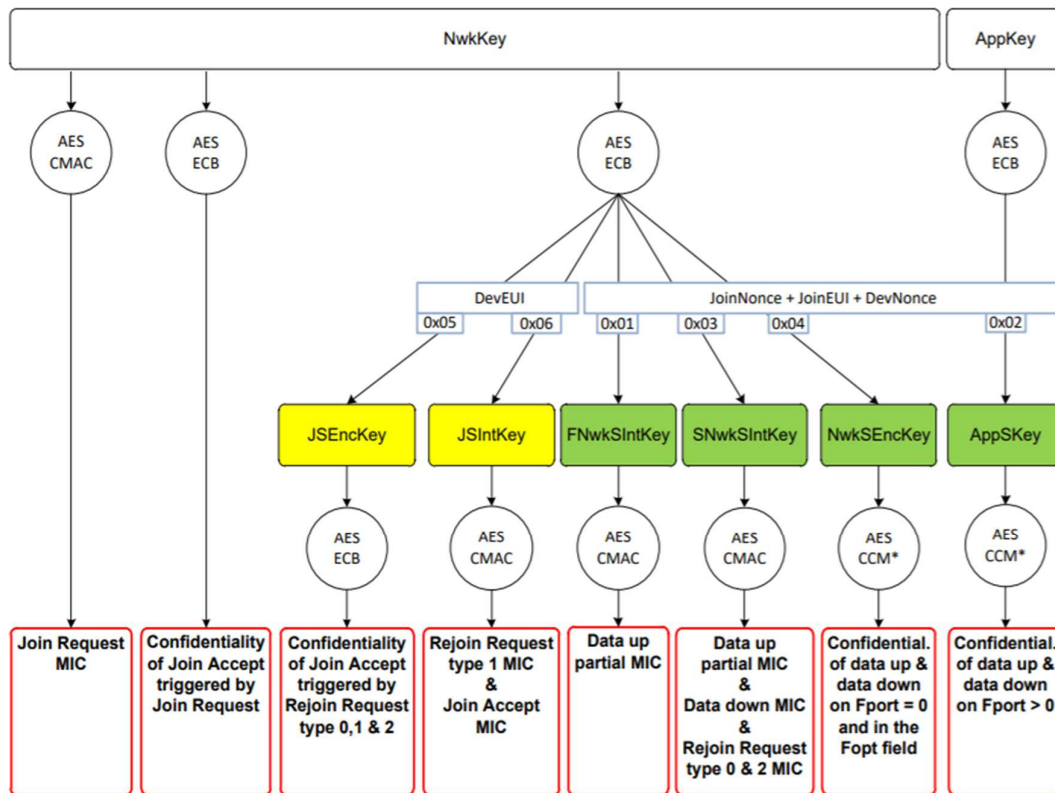 NwkKey
AppKey
AES
CMAC
AES
ECB
AES
ECB
AES
ECB
DevEUI
JoinNonce + JoinEUI + DevNonce
0x05
0x06
0x01
0x03
0x04
0x02
JSEncKey
JSIntKey
FNwkSIntKey
SNwkSIntKey
NwkSEncKey
AppSKey
AES
ECB
AES
CMAC
AES
CMAC
AES
CMAC
AES
CCM*
AES
CCM*
Join Request
MIC
Confidentiality
of Join Accept
triggered by
Join Request
Confidentiality
of Join Accept
triggered by
Rejoin Request
type 0,1 & 2
Rejoin Request
type 1 MIC
&
Join Accept
MIC
Data up
partial MIC
Data up
partial MIC
&
Data down MIC
&
Rejoin Request
type 0 & 2 MIC
Confidential.
of data up &
data down
on Fport = 0
and in the
Fopt field
Confidential.
of data up &
data down
on Fport > 0